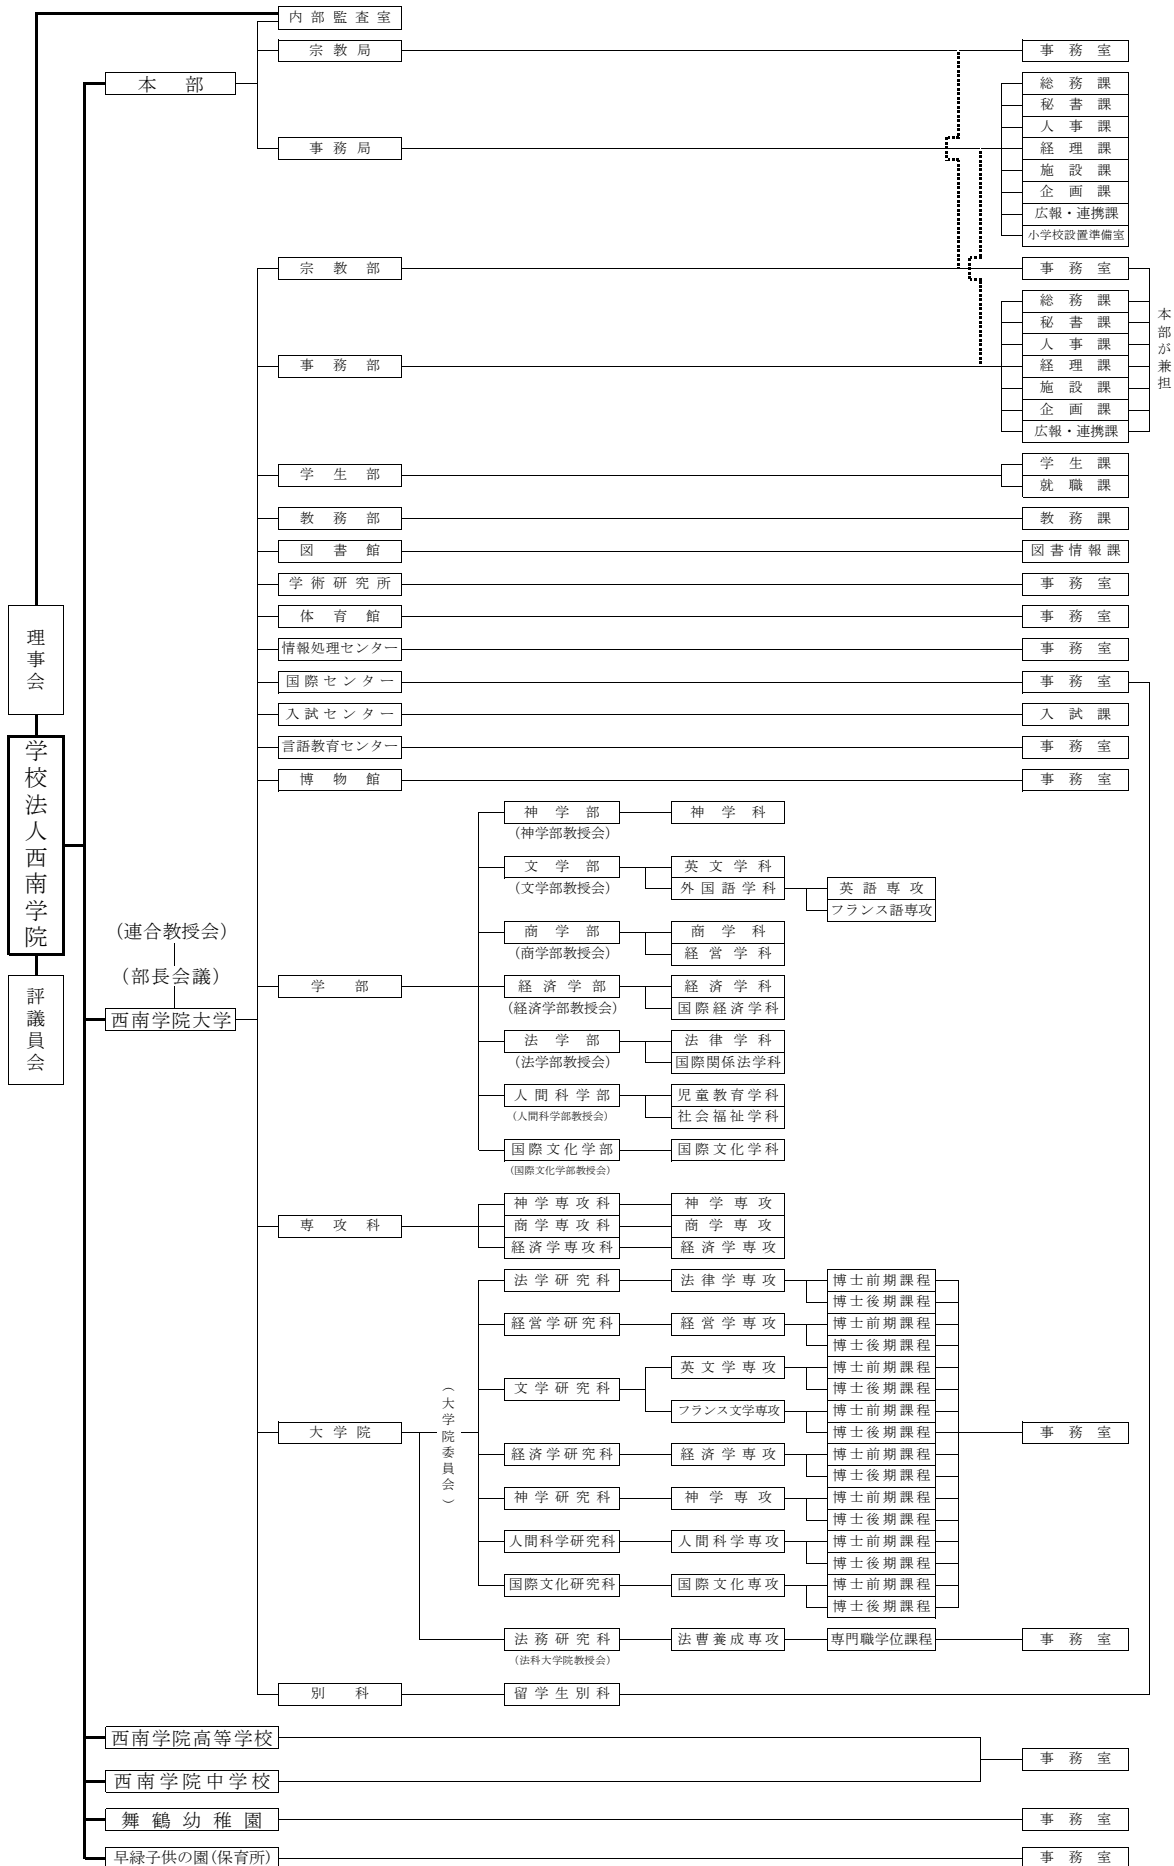 内部監査室
宗教局
事務室
本部
総務課
秘書課
人事課
事務局
経理課
施設課
企画課
広報・連携課
小学校設置準備室
宗教部
事務室
総務課
秘書課
人事課
事務部
経理課
施設課
企画課
広報・連携課
本部が兼担
学生部
学生課
就職課
教務部
教務課
図書館
図書情報課
学術研究所
事務室
体育館
事務室
情報処理センター
事務室
国際センター
事務室
入試センター
入試課
言語教育センター
事務室
博物館
事務室
理事会
学校法人西南学院
評議員会
(連合教授会)
(部長会議)
西南学院大学
学部
神学部
神学科
(神学部教授会)
文学部
英文学科
(文学部教授会)
外国語学科
英語専攻
フランス語専攻
商学部
商学科
(商学部教授会)
経営学科
経済学部
経済学科
(経済学部教授会)
国際経済学科
法学部
法律学科
(法学部教授会)
国際関係法学科
人間科学部
児童教育学科
(人間科学部教授会)
社会福祉学科
国際文化学部
国際文化学科
(国際文化学部教授会)
専攻科
神学専攻科
神学専攻
商学専攻科
商学専攻
経済学専攻科
経済学専攻
大学院
(大学院委員会)
法学研究科
法律学専攻
博士前期課程
博士後期課程
経営学研究科
経営学専攻
博士前期課程
博士後期課程
文学研究科
英文学専攻
博士前期課程
博士後期課程
フランス文学専攻
博士前期課程
博士後期課程
事務室
経済学研究科
経済学専攻
博士前期課程
博士後期課程
神学研究科
神学専攻
博士前期課程
博士後期課程
人間科学研究科
人間科学専攻
博士前期課程
博士後期課程
国際文化研究科
国際文化専攻
博士前期課程
博士後期課程
法務研究科
法曹養成専攻
専門職学位課程
事務室
(法科大学院教授会)
別科
留学生別科
西南学院高等学校
西南学院中学校
事務室
舞鶴幼稚園
事務室
早緑子供の園(保育所)
事務室